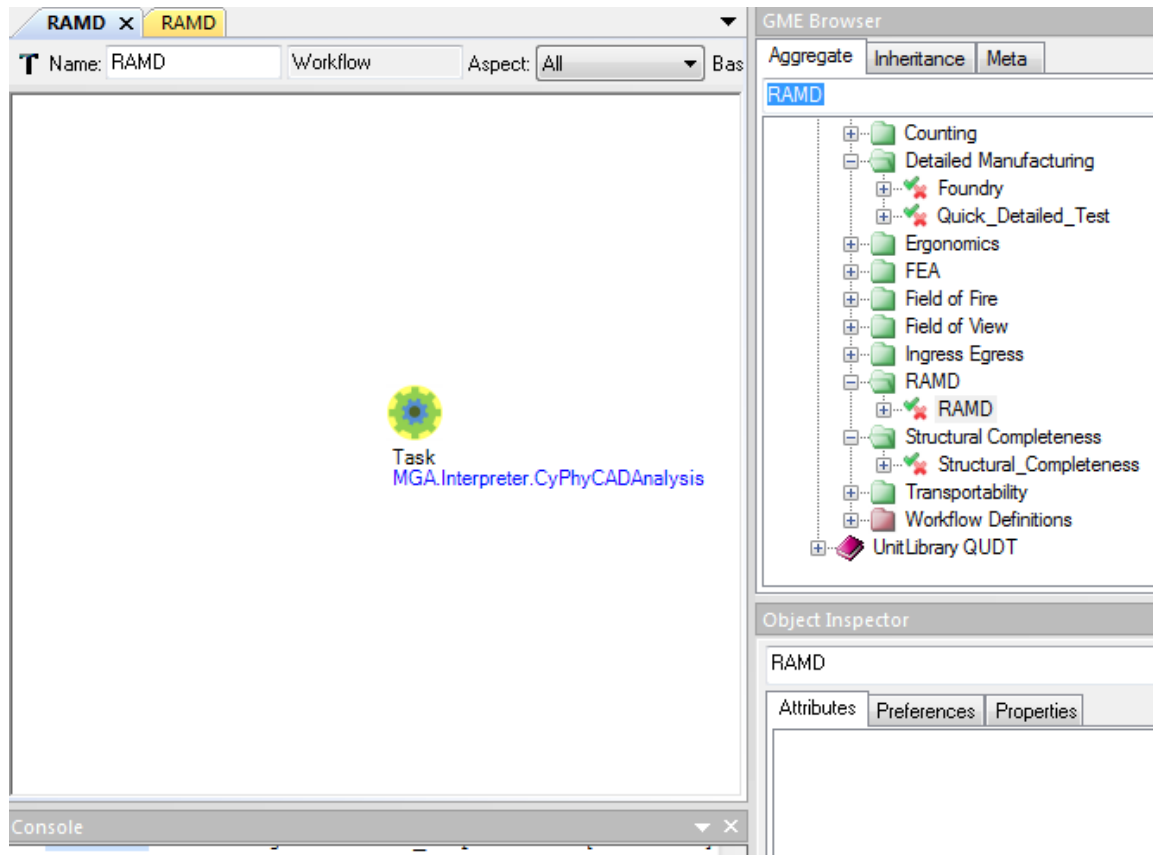 RAMD RAMD
Name: RAMD Workflow Aspect: All Bas
Task
MGA.Interpreter.CyPhyCADAnalysis
Console
GME Browser
Aggregate Inheritance Meta
RAMD
Counting
Detailed Manufacturing
Foundry
Quick_Detailed_Test
Ergonomics
FEA
Field of Fire
Field of View
Ingress Egress
RAMD
RAMD
Structural Completeness
Structural_Completeness
Transportability
Workflow Definitions
UnitLibrary QUDT
Object Inspector
RAMD
Attributes Preferences Properties